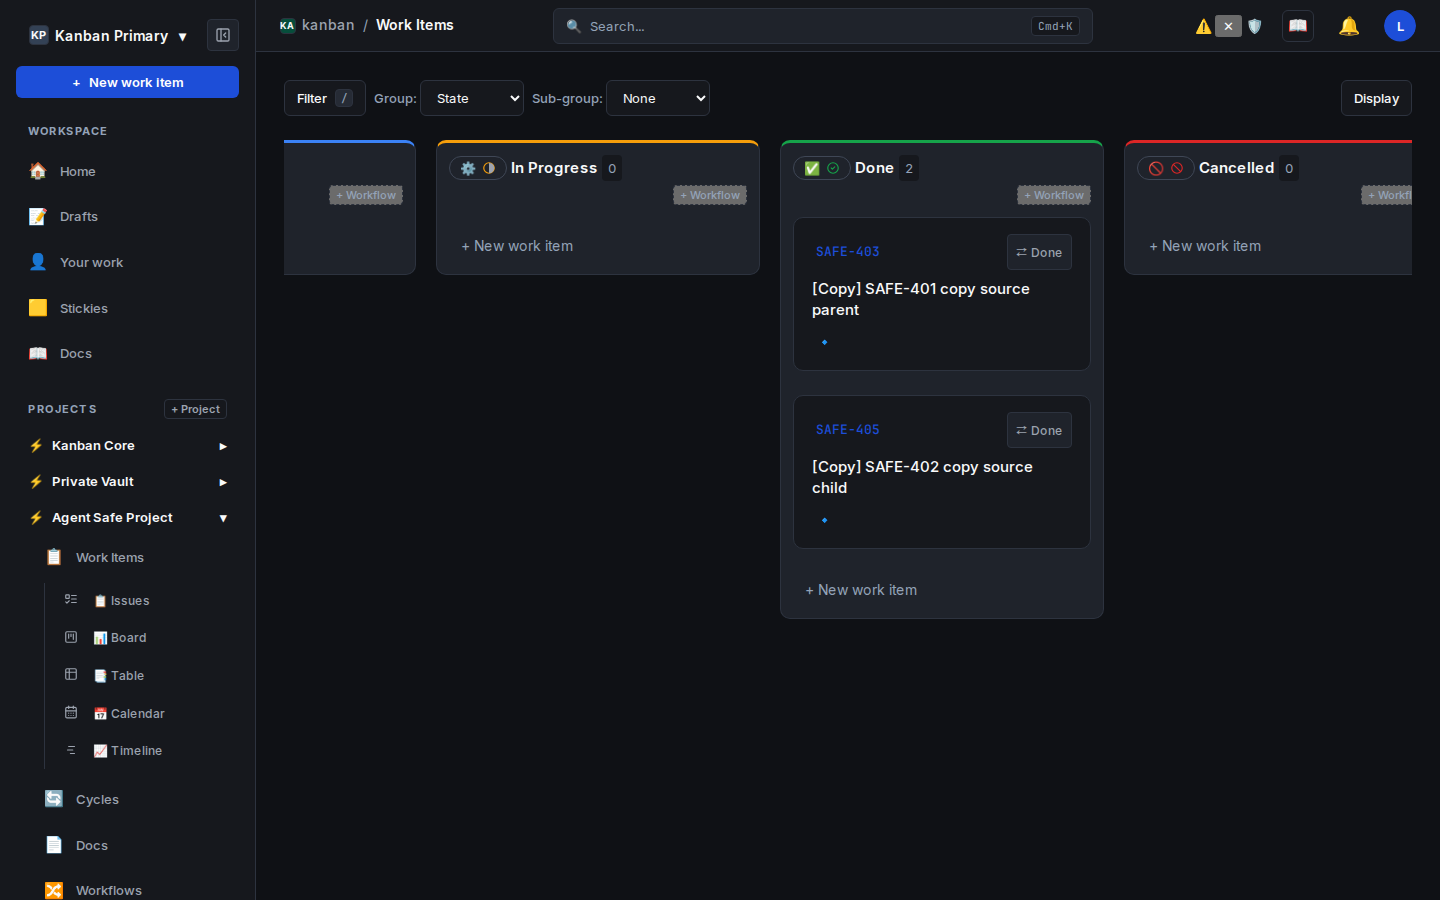 KP Kanban Primary ▼
+ New work item
WORKSPACE
Home
Drafts
Your work
Stickies
Docs
PROJECTS
+ Project
Kanban Core
Private Vault
Agent Safe Project
Work Items
Issues
Board
Table
Calendar
Timeline
Cycles
Docs
Workflows
KA kanban / Work Items
Search...
Cmd+K
L
Filter /
Group: State
Sub-group: None
Display
+ Workflow
In Progress 0
+ Workflow
+ New work item
Done 2
+ Workflow
SAFE-403
Done
[Copy] SAFE-401 copy source
parent
SAFE-405
Done
[Copy] SAFE-402 copy source
child
+ New work item
Cancelled 0
+ Workfl
+ New work item